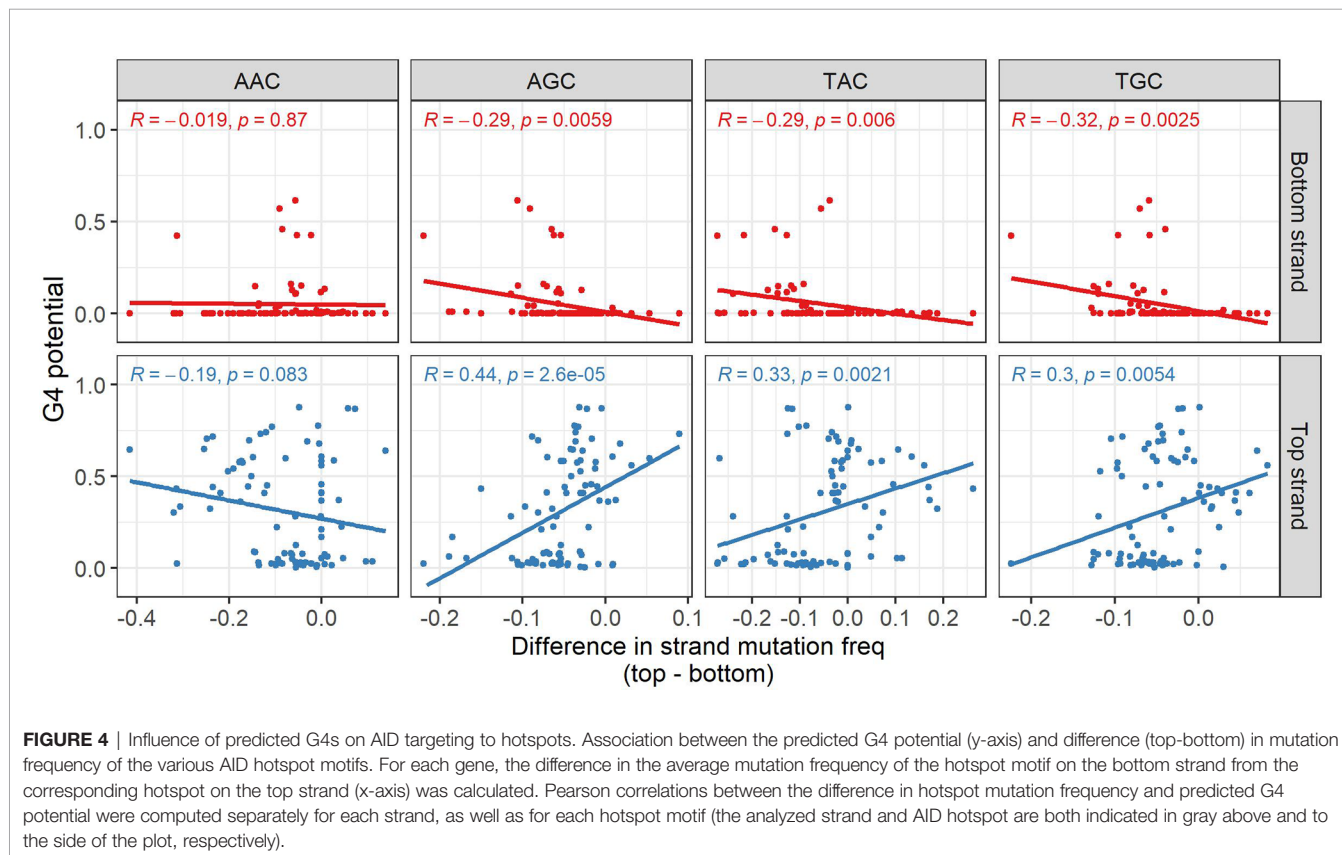 AAC AGC TAC TGC
R = −0.019, p = 0.87 R = −0.29, p = 0.0059 R = −0.29, p = 0.006 R = −0.32, p = 0.0025
1.0
0.5
0.0
Bottom strand
G4 potential
R = −0.19, p = 0.083 R = 0.44, p = 2.6e-05 R = 0.33, p = 0.0021 R = 0.3, p = 0.0054
1.0
0.5
0.0
Top strand
-0.4 -0.2 0.0 -0.2 -0.1 0.0 0.1 -0.2 -0.1 0.0 0.1 0.2 -0.2 -0.1 0.0
Difference in strand mutation freq
(top - bottom)
FIGURE 4 | Influence of predicted G4s on AID targeting to hotspots. Association between the predicted G4 potential (y-axis) and difference (top-bottom) in mutation
frequency of the various AID hotspot motifs. For each gene, the difference in the average mutation frequency of the hotspot motif on the bottom strand from the
corresponding hotspot on the top strand (x-axis) was calculated. Pearson correlations between the difference in hotspot mutation frequency and predicted G4
potential were computed separately for each strand, as well as for each hotspot motif (the analyzed strand and AID hotspot are both indicated in gray above and to
the side of the plot, respectively).